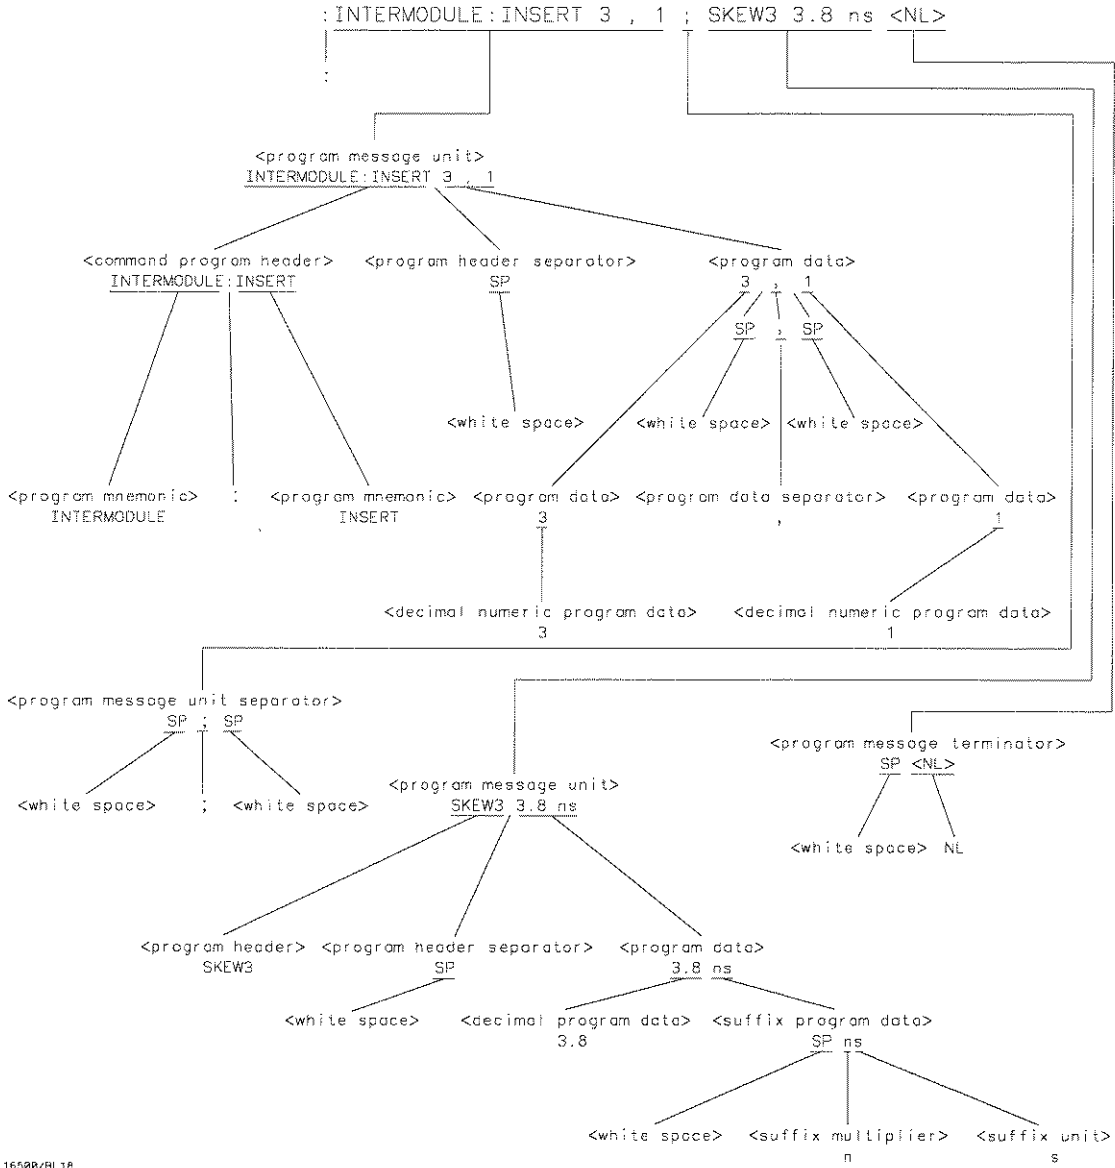 :INTERMODULE:INSERT 3 , 1 ; SKEW3 3.8 ns <NL>
:
<program message unit>
INTERMODULE:INSERT 3 , 1
<command program header> <program header separator> <program data>
INTERMODULE:INSERT SP 3 , 1
SP , SP
<white space> <white space> <white space>
<program mnemonic> : <program mnemonic> <program data> <program data separator> <program data>
INTERMODULE INSERT 3 , 1
<decimal numeric program data> <decimal numeric program data>
3 1
<program message unit separator>
SP ; SP
<program message terminator>
SP <NL>
<program message unit>
<white space> ; <white space> SKEW3 3.8 ns
<white space> NL
<program header> <program header separator> <program data>
SKEW3 SP 3.8 ns
<white space> <decimal program data> <suffix program data>
3.8 SP ns
<white space> <suffix multiplier> <suffix unit>
n s
16500/BL18